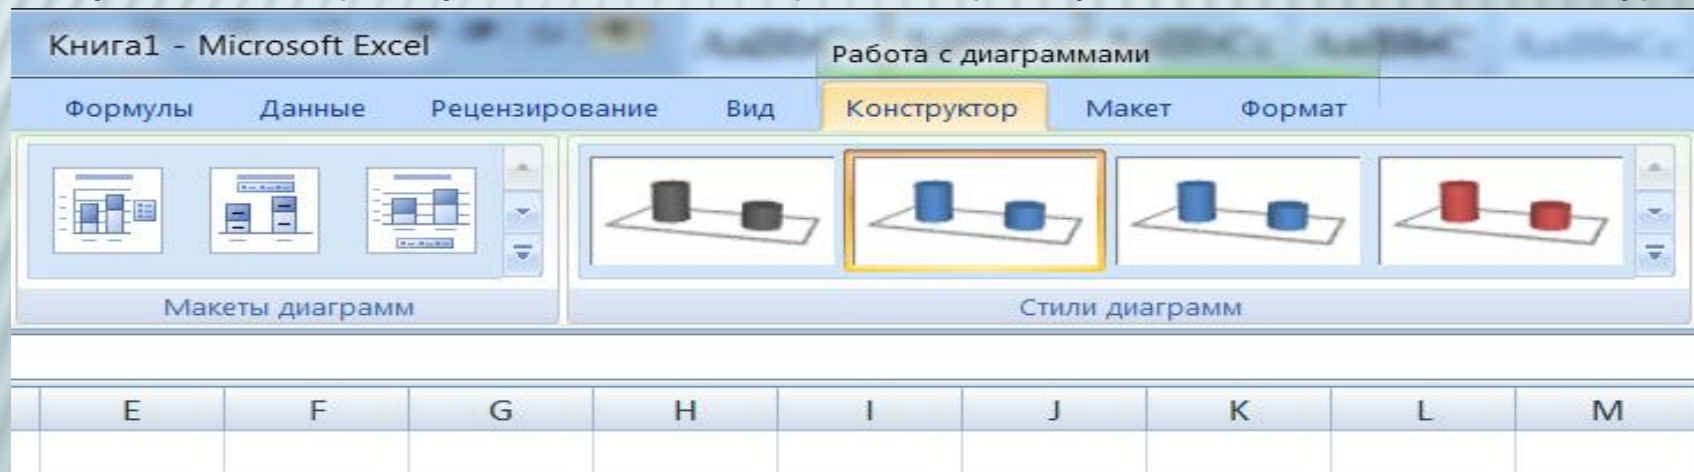 Книга1 - Microsoft Excel
Работа с диаграммами
Формулы Данные Рецензирование Вид Конструктор Макет Формат
Макеты диаграмм Стили диаграмм
E F G H I J K L M